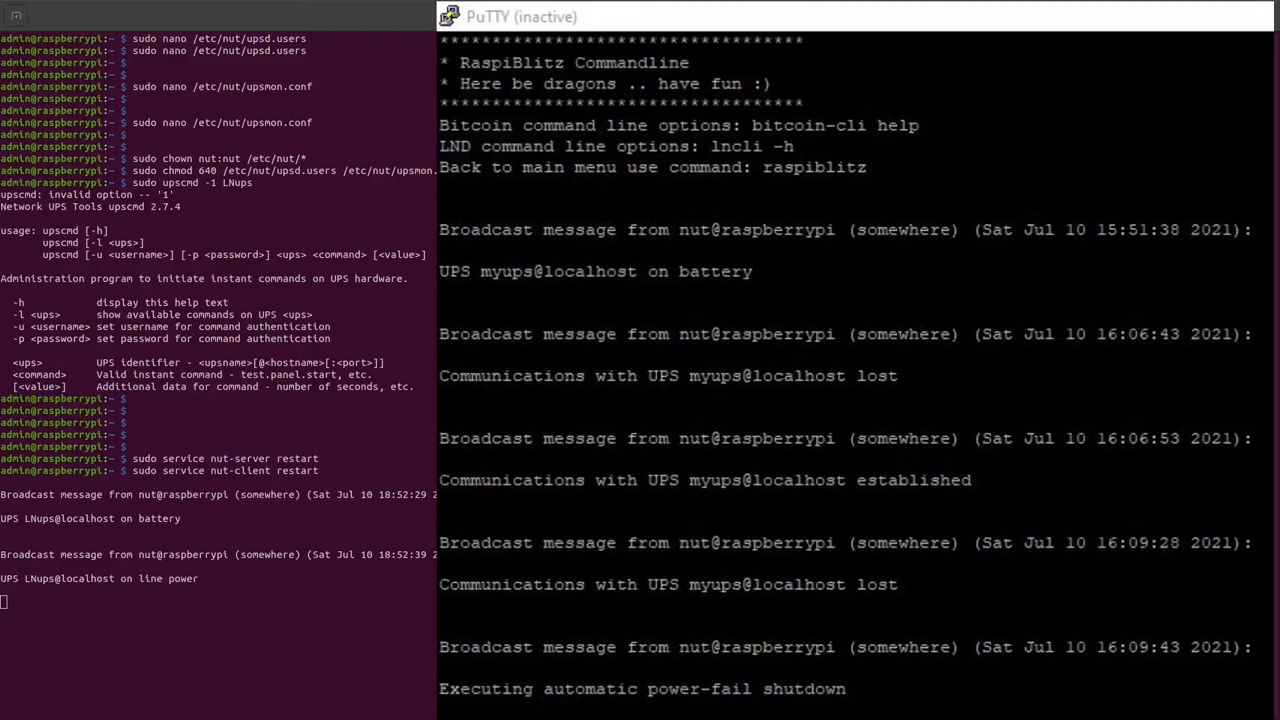 admin@raspberrypi:~ $ sudo nano /etc/nut/upsd.users
admin@raspberrypi:~ $ sudo nano /etc/nut/upsd.users
admin@raspberrypi:~ $
admin@raspberrypi:~ $
admin@raspberrypi:~ $ sudo nano /etc/nut/upsmon.conf
admin@raspberrypi:~ $
admin@raspberrypi:~ $
admin@raspberrypi:~ $ sudo nano /etc/nut/upsmon.conf
admin@raspberrypi:~ $
admin@raspberrypi:~ $
admin@raspberrypi:~ $ sudo chown nut:nut /etc/nut/*
admin@raspberrypi:~ $ sudo chmod 640 /etc/nut/upsd.users /etc/nut/upsmon.
admin@raspberrypi:~ $ sudo upscmd -1 LNups
upscmd: invalid option -- '1'
Network UPS Tools upscmd 2.7.4
usage: upscmd [-h]
upscmd [-l <ups>]
upscmd [-u <username>] [-p <password>] <ups> <command> [<value>]
Administration program to initiate instant commands on UPS hardware.
-h display this help text
-l <ups> show available commands on UPS <ups>
-u <username> set username for command authentication
-p <password> set password for command authentication
<ups> UPS identifier - <upsname>[@<hostname>[:<port>]]
<command> Valid instant command - test.panel.start, etc.
[<value>] Additional data for command - number of seconds, etc.
admin@raspberrypi:~ $
admin@raspberrypi:~ $
admin@raspberrypi:~ $
admin@raspberrypi:~ $
admin@raspberrypi:~ $
admin@raspberrypi:~ $ sudo service nut-server restart
admin@raspberrypi:~ $ sudo service nut-client restart
Broadcast message from nut@raspberrypi (somewhere) (Sat Jul 10 18:52:29 2
UPS LNups@localhost on battery
Broadcast message from nut@raspberrypi (somewhere) (Sat Jul 10 18:52:39 2
UPS LNups@localhost on line power
PuTTY (inactive)
***********************************
* RaspiBlitz Commandline
* Here be dragons .. have fun :)
***********************************
Bitcoin command line options: bitcoin-cli help
LND command line options: lncli -h
Back to main menu use command: raspiblitz
Broadcast message from nut@raspberrypi (somewhere) (Sat Jul 10 15:51:38 2021):
UPS myups@localhost on battery
Broadcast message from nut@raspberrypi (somewhere) (Sat Jul 10 16:06:43 2021):
Communications with UPS myups@localhost lost
Broadcast message from nut@raspberrypi (somewhere) (Sat Jul 10 16:06:53 2021):
Communications with UPS myups@localhost established
Broadcast message from nut@raspberrypi (somewhere) (Sat Jul 10 16:09:28 2021):
Communications with UPS myups@localhost lost
Broadcast message from nut@raspberrypi (somewhere) (Sat Jul 10 16:09:43 2021):
Executing automatic power-fail shutdown